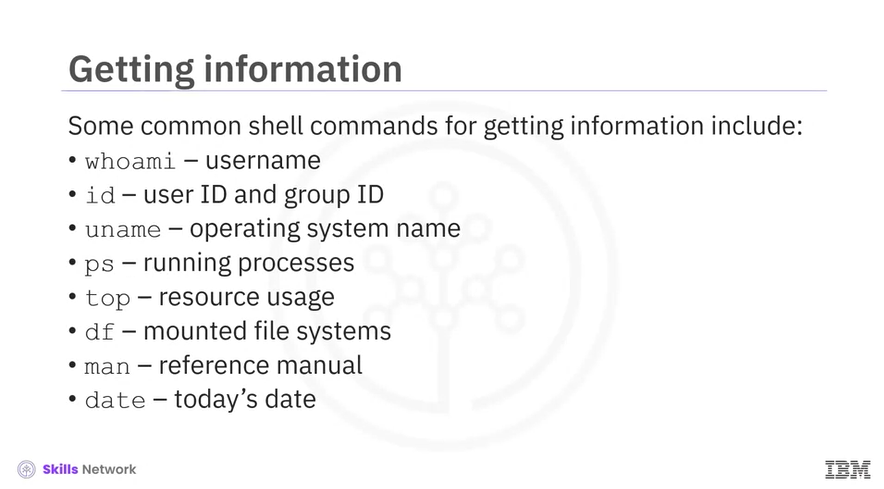 Getting information
Some common shell commands for getting information include:
• whoami – username
• id – user ID and group ID
• uname – operating system name
• ps – running processes
• top – resource usage
• df – mounted file systems
• man – reference manual
• date – today’s date
Skills Network
IBM